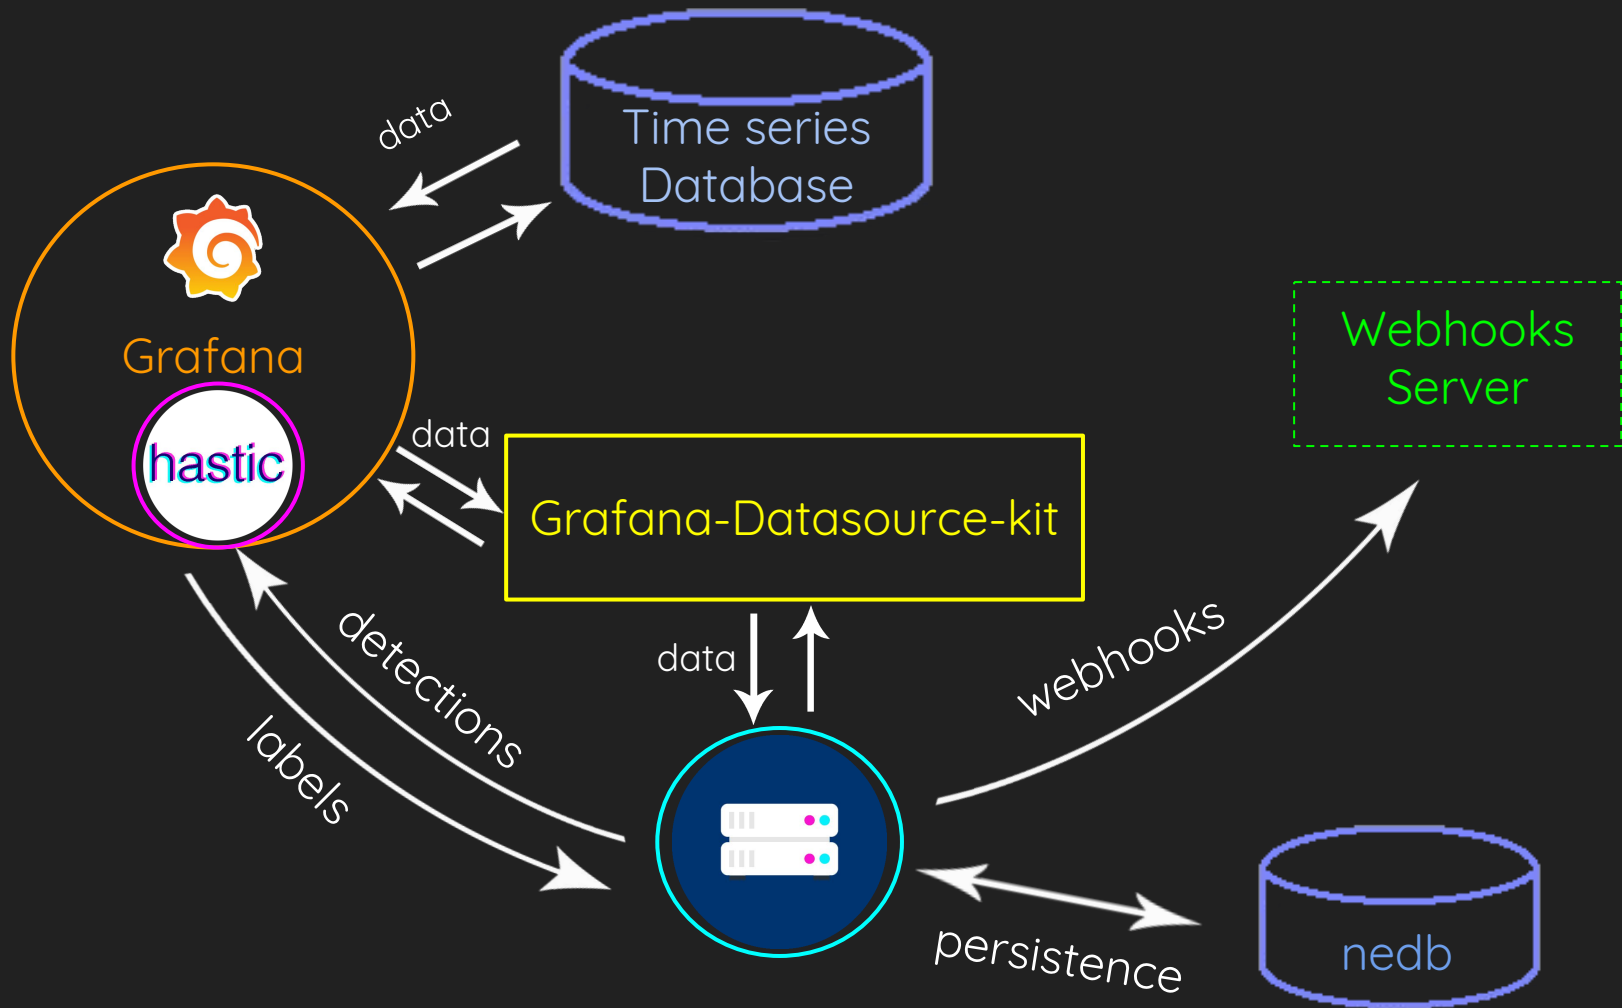 data
Time series
Database
Grafana
hastic
data
Grafana-Datasource-kit
Webhooks
Server
detections
labels
data
webhooks
persistence
nedb